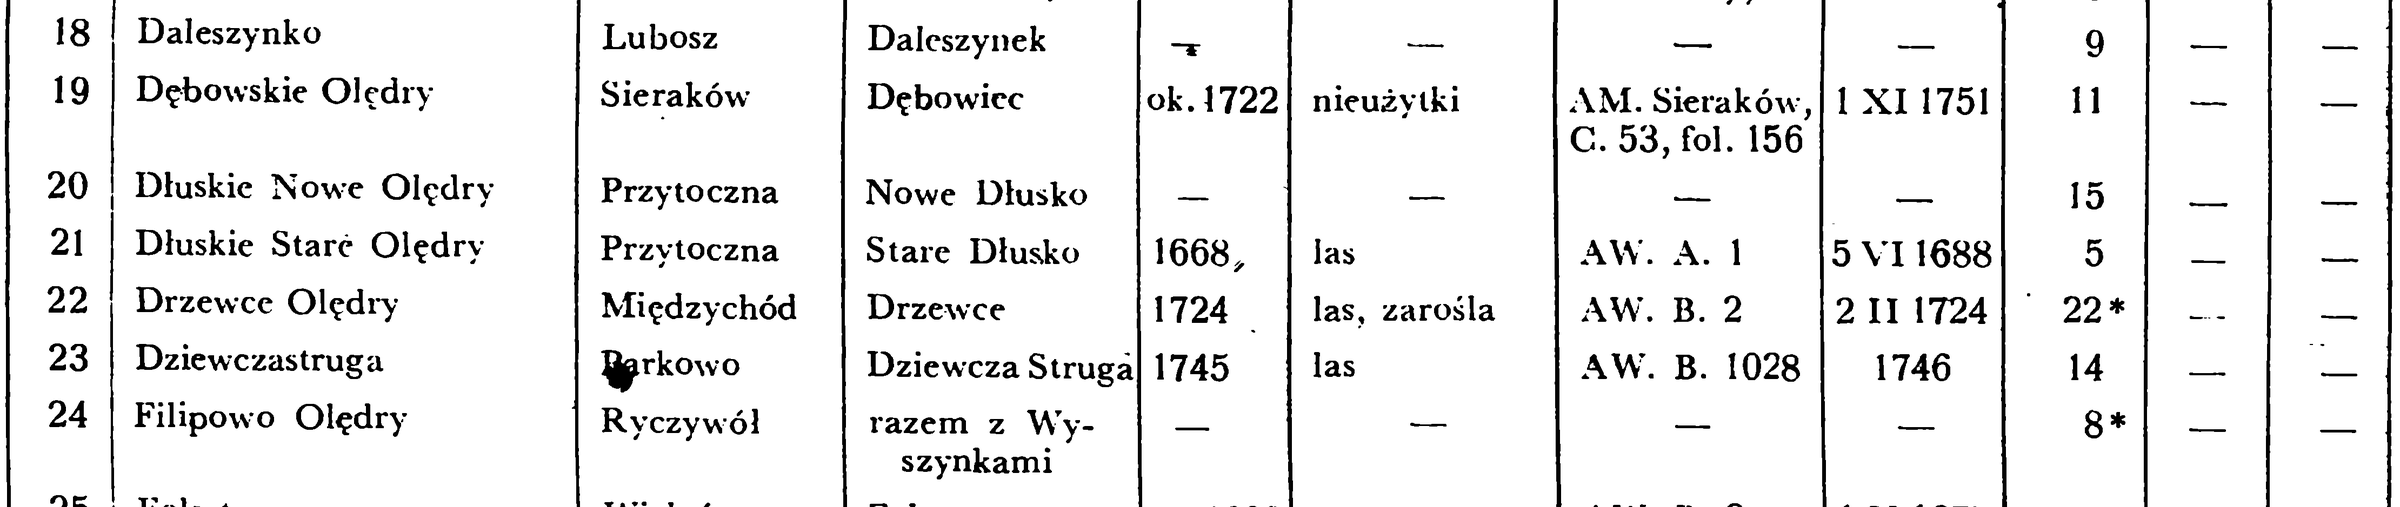 18 Daleszynko Lubosz Daleszynek — — — — 9 — —
19 Dębowskie Olędry Sieraków Dębowiec ok. 1722 nieużytki AM. Sieraków, 1 XI 1751 11 — —
C. 53, fol. 156
20 Dłuskie Nowe Olędry Przytoczna Nowe Dłusko — — — — 15 — —
21 Dłuskie Stare Olędry Przytoczna Stare Dłusko 1668, las AW. A. 1 5 VI 1688 5 — —
22 Drzewce Olędry Międzychód Drzewce 1724 las, zarośla AW. B. 2 2 II 1724 22* — —
23 Dziewczastruga Parkowo Dziewcza Struga 1745 las AW. B. 1028 1746 14 — —
24 Filipowo Olędry Ryczywół razem z Wy- — — — — 8* — —
szynkami